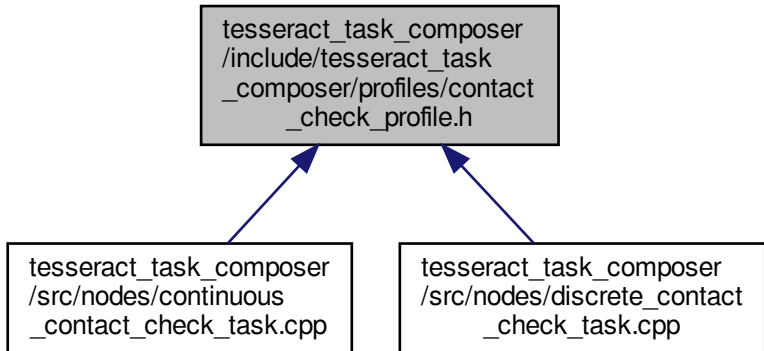 tesseract_task_composer
/include/tesseract_task
_composer/profiles/contact
_check_profile.h
tesseract_task_composer
/src/nodes/continuous
_contact_check_task.cpp
tesseract_task_composer
/src/nodes/discrete_contact
_check_task.cpp